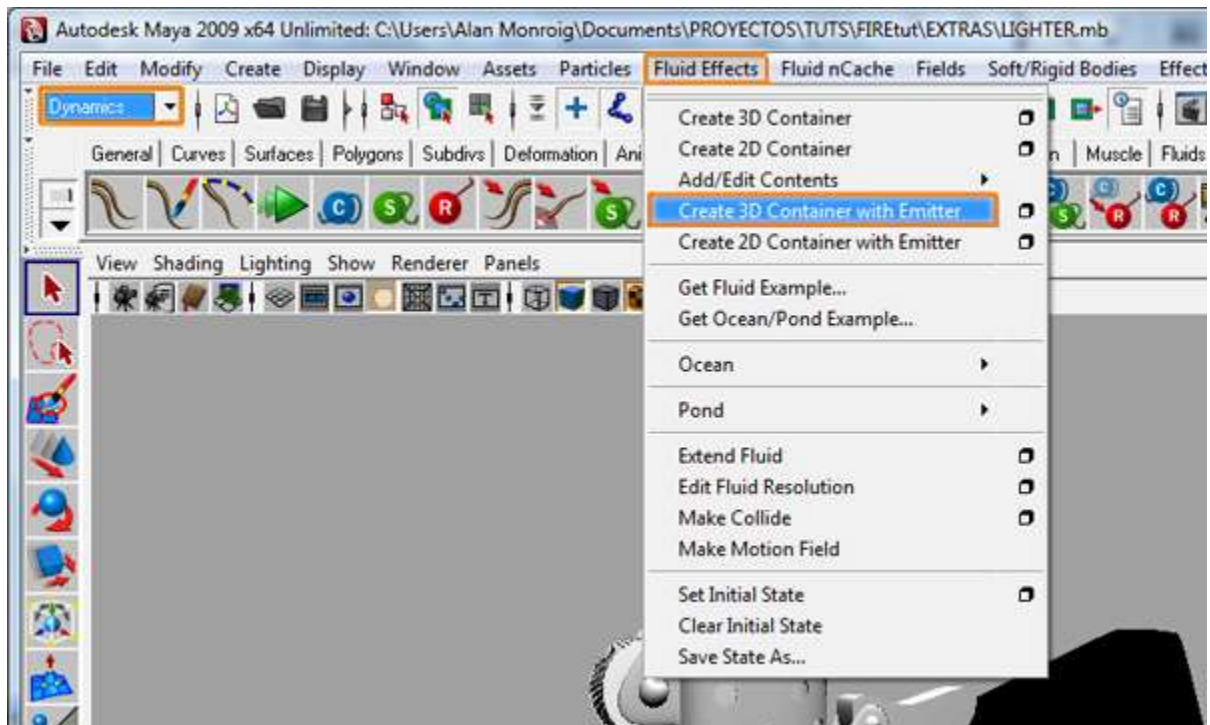 Autodesk Maya 2009 x64 Unlimited: C:\Users\Alan Monroig\Documents\PROYECTOS\TUTS\FIREtut\EXTRAS\LIGHTER.mb
File Edit Modify Create Display Window Assets Particles Fluid Effects Fluid nCache Fields Soft/Rigid Bodies Effect
Dynamics
General Curves Surfaces Polygons Subdivs Deformation Ani n Muscle Fluids
View Shading Lighting Show Renderer Panels
Create 3D Container
Create 2D Container
Add/Edit Contents
Create 3D Container with Emitter
Create 2D Container with Emitter
Get Fluid Example...
Get Ocean/Pond Example...
Ocean
Pond
Extend Fluid
Edit Fluid Resolution
Make Collide
Make Motion Field
Set Initial State
Clear Initial State
Save State As...